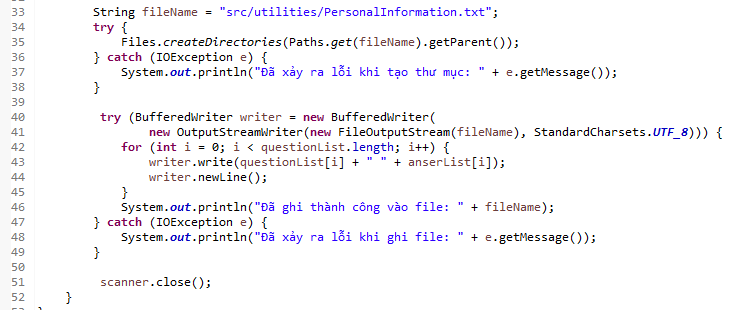 33 String fileName = "src/utilities/PersonalInformation.txt";
34 try {
35 Files.createDirectories(Paths.get(fileName).getParent());
36 } catch (IOException e) {
37 System.out.println("Đã xảy ra lỗi khi tạo thư mục: " + e.getMessage());
38 }
39
40 try (BufferedWriter writer = new BufferedWriter(
41 new OutputStreamWriter(new FileOutputStream(fileName), StandardCharsets.UTF_8))) {
42 for (int i = 0; i < questionList.length; i++) {
43 writer.write(questionList[i] + " " + anserList[i]);
44 writer.newLine();
45 }
46 System.out.println("Đã ghi thành công vào file: " + fileName);
47 } catch (IOException e) {
48 System.out.println("Đã xảy ra lỗi khi ghi file: " + e.getMessage());
49 }
50
51 scanner.close();
52 }